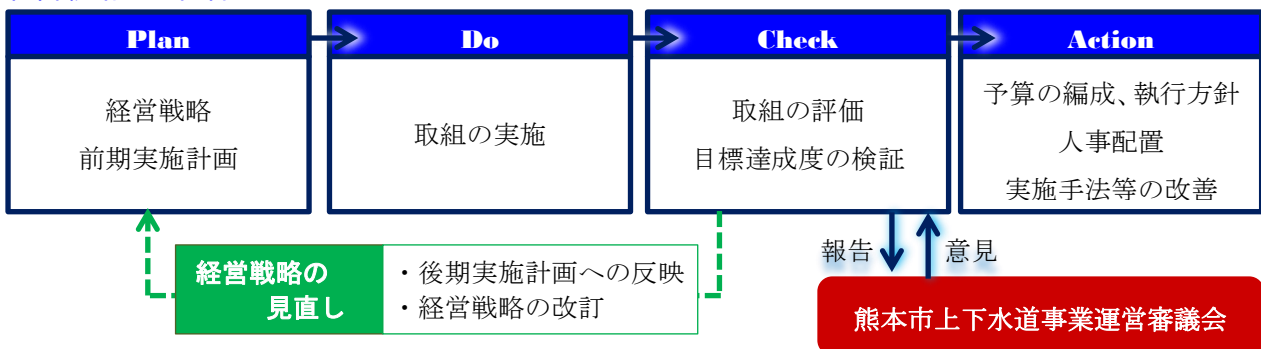 Plan
経営戦略
前期実施計画
Do
取組の実施
Check
取組の評価
目標達成度の検証
Action
予算の編成、執行方針
人事配置
実施手法等の改善
経営戦略の
見直し
・後期実施計画への反映
・経営戦略の改訂
報告
意見
熊本市上下水道事業運営審議会